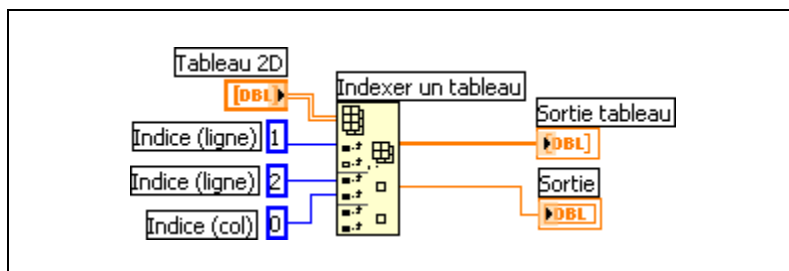 Tableau 2D
[DBL]
Indexer un tableau
Sortie tableau
Indice (ligne) 1
[DBL]
Indice (ligne) 2
Sortie
Indice (col) 0
DBL